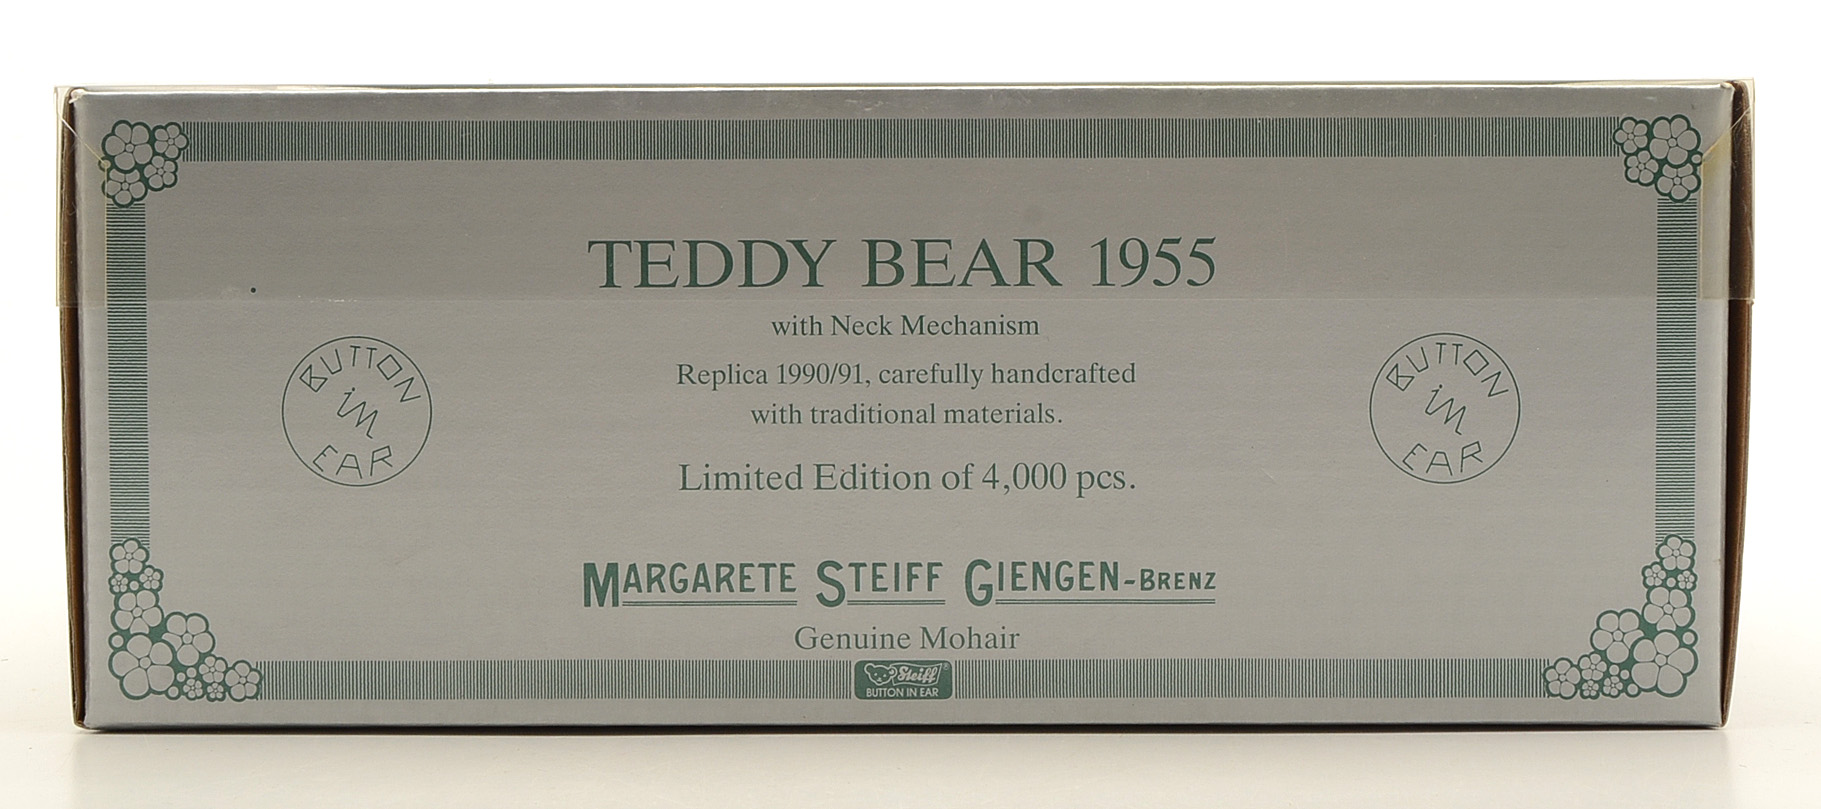 TEDDY BEAR 1955
with Neck Mechanism
Replica 1990/91, carefully handcrafted
with traditional materials.
Limited Edition of 4,000 pcs.
BUTTON
im
EAR
BUTTON
im
EAR
MARGARETE STEIFF GIENGEN-BRENZ
Genuine Mohair
Steiff®
BUTTON IN EAR